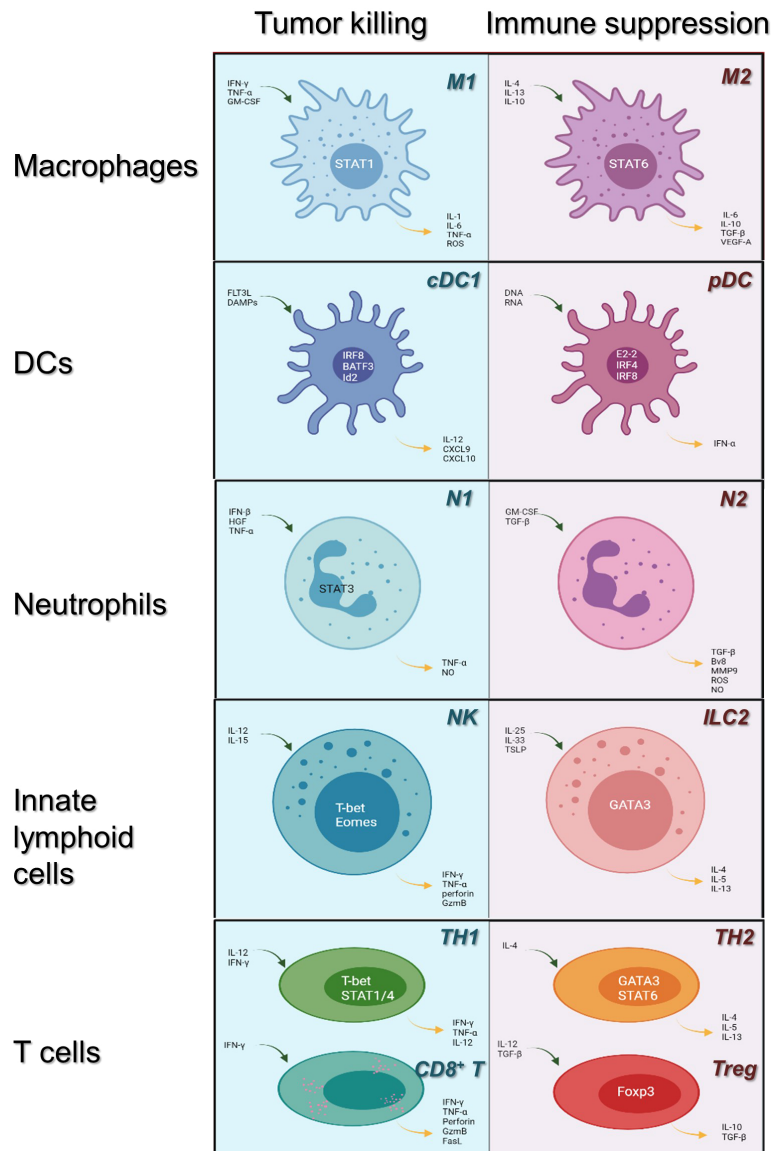 Tumor killing
Immune suppression
Macrophages
M1
IFN-γ
TNF-α
GM-CSF
STAT1
IL-1
IL-6
TNF-α
ROS
M2
IL-4
IL-13
IL-10
STAT6
IL-6
IL-10
TGF-β
VEGF-A
DCs
cDC1
FLT3L
DAMPs
IRF8
BATF3
Id2
IL-12
CXCL9
CXCL10
pDC
DNA
RNA
E2-2
IRF4
IRF8
IFN-α
Neutrophils
N1
IFN-β
HGF
TNF-α
STAT3
TNF-α
NO
N2
GM-CSF
TGF-β
TGF-β
Bv8
MMP9
ROS
NO
Innate
lymphoid
cells
NK
IL-12
IL-15
T-bet
Eomes
IFN-γ
TNF-α
perforin
GzmB
ILC2
IL-25
IL-33
TSLP
GATA3
IL-4
IL-5
IL-13
T cells
TH1
IL-12
IFN-γ
T-bet
STAT1/4
IFN-γ
TNF-α
IL-12
TH2
IL-4
GATA3
STAT6
IL-4
IL-5
IL-13
CD8⁺ T
IFN-γ
IFN-γ
TNF-α
Perforin
GzmB
FasL
Treg
IL-12
TGF-β
Foxp3
IL-10
TGF-β